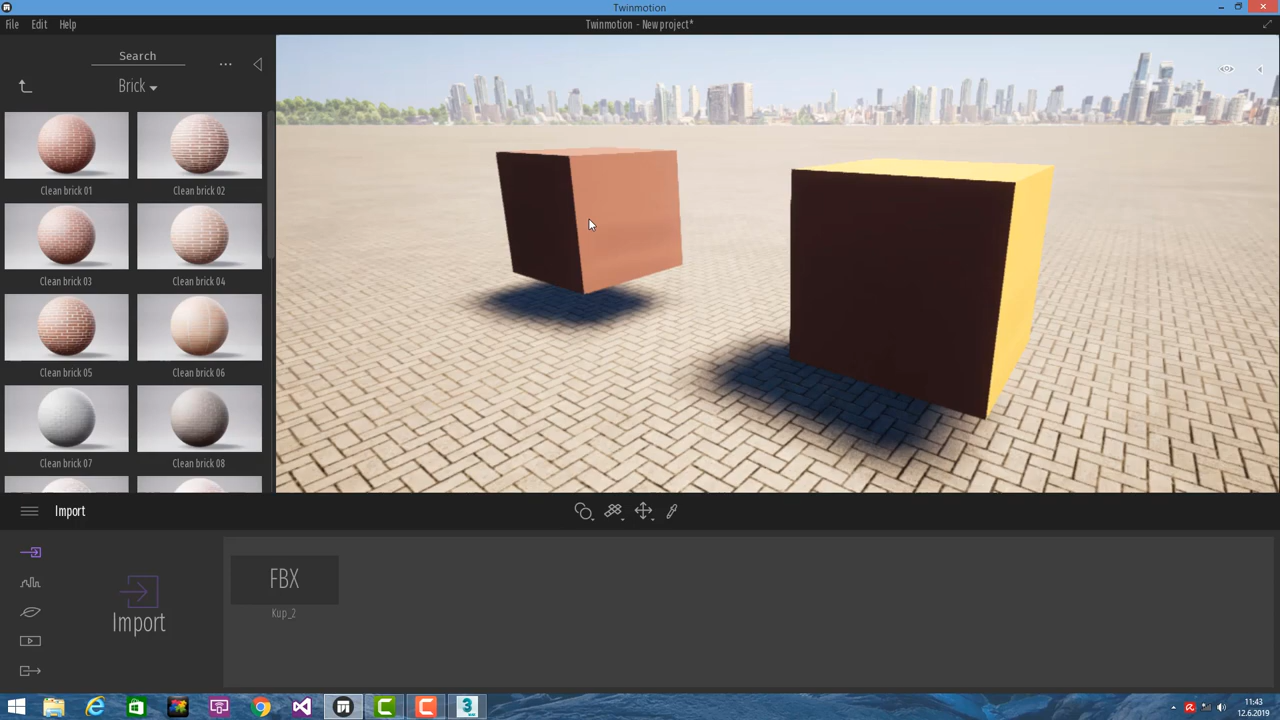 Twinmotion
File Edit Help
Twinmotion - New project*
Search
...
Brick
Clean brick 01
Clean brick 02
Clean brick 03
Clean brick 04
Clean brick 05
Clean brick 06
Clean brick 07
Clean brick 08
Import
FBX
Kup_2
Import
3
11:43
12.6.2019